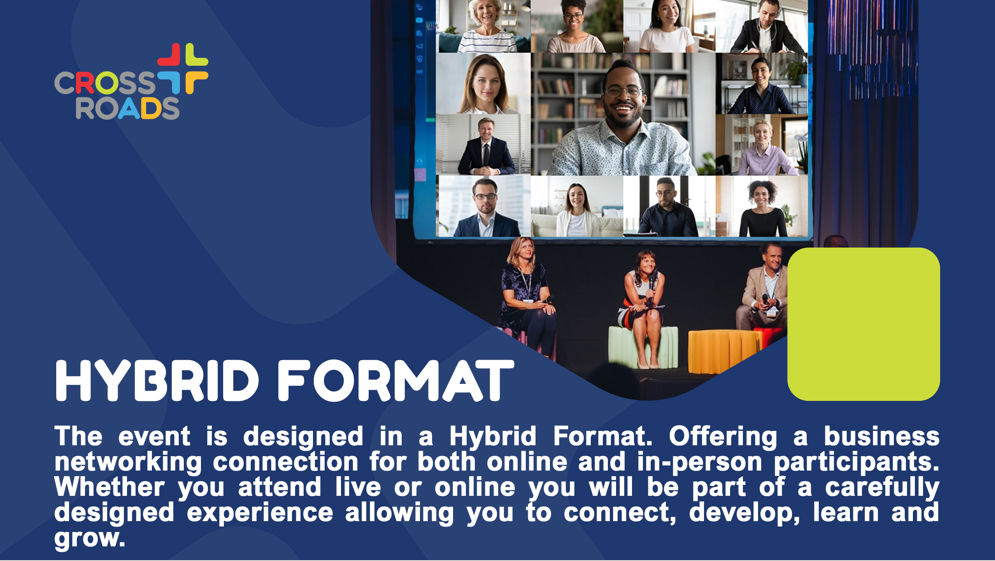 CROSS
ROADS
HYBRID FORMAT
The event is designed in a Hybrid Format. Offering a business
networking connection for both online and in-person participants.
Whether you attend live or online you will be part of a carefully
designed experience allowing you to connect, develop, learn and
grow.